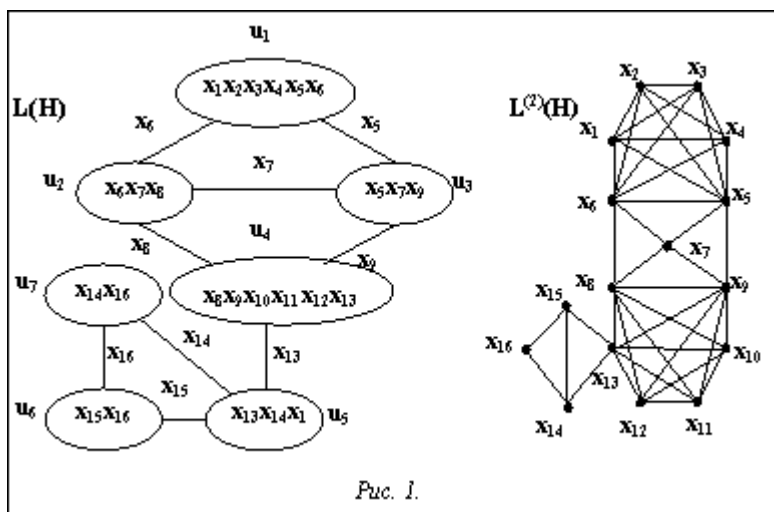 u₁
x₁x₂x₃x₄x₅x₆
L(H)
x₆
x₅
u₂
x₆x₇x₈
x₇
x₅x₇x₉
u₃
x₈
u₄
x₉
u₇
x₁₄x₁₆
x₈x₉x₁₀x₁₁x₁₂x₁₃
x₁₄
x₁₆
x₁₃
x₁₅
u₆
x₁₅x₁₆
x₁₃x₁₄x₁
u₅
L⁽²⁾(H)
x₂
x₃
x₁
x₄
x₆
x₅
x₇
x₈
x₉
x₁₅
x₁₆
x₁₃
x₁₀
x₁₄
x₁₂
x₁₁
Рис. 1.